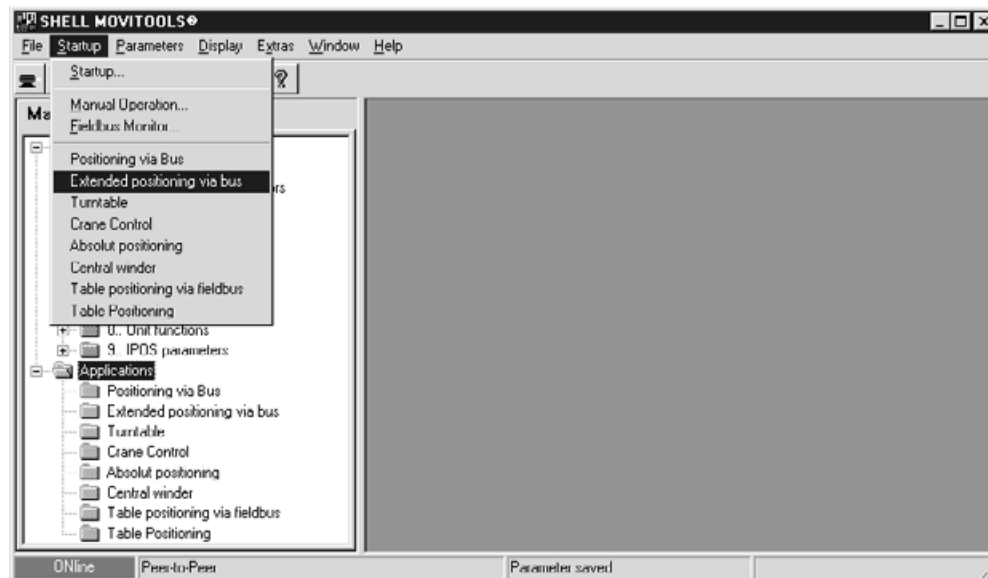 SHELL MOVITOOLS®
File Startup Parameters Display Extras Window Help
Startup...
Manual Operation...
Fieldbus Monitor...
Positioning via Bus
Extended positioning via bus
Turntable
Crane Control
Absolut positioning
Central winder
Table positioning via fieldbus
Table Positioning
Ma
rs
Unit functions
9.. IPOS parameters
Applications
Positioning via Bus
Extended positioning via bus
Turntable
Crane Control
Absolut positioning
Central winder
Table positioning via fieldbus
Table Positioning
ONline Peer-to-Peer Parameter saved